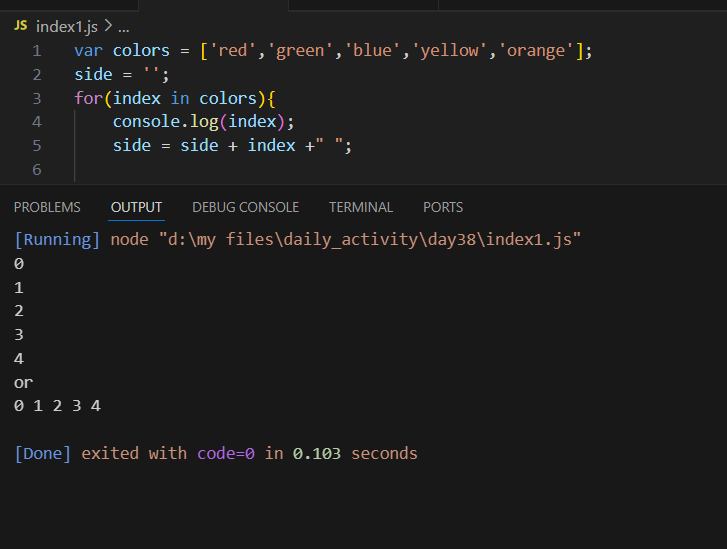 JS index1.js > ...
1 var colors = ['red','green','blue','yellow','orange'];
2 side = '';
3 for(index in colors){
4 console.log(index);
5 side = side + index +" ";
6
PROBLEMS OUTPUT DEBUG CONSOLE TERMINAL PORTS
[Running] node "d:\my files\daily_activity\day38\index1.js"
0
1
2
3
4
or
0 1 2 3 4
[Done] exited with code=0 in 0.103 seconds